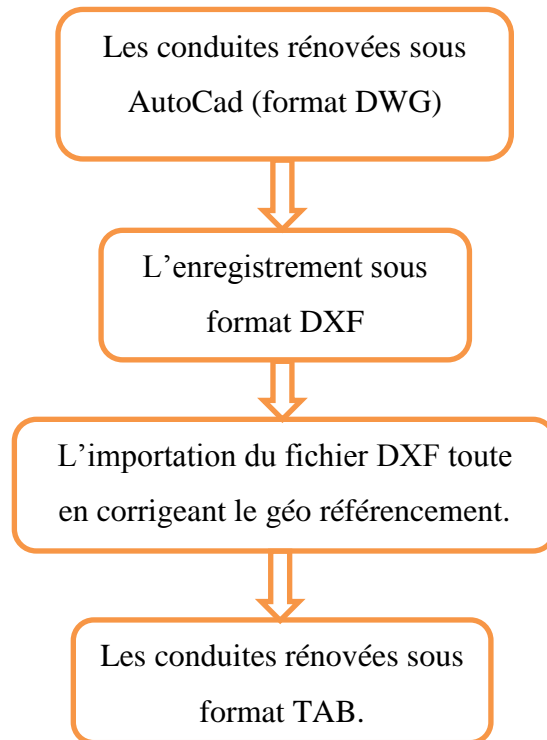 Les conduites rénovées sous
AutoCad (format DWG)
L’enregistrement sous
format DXF
L’importation du fichier DXF toute
en corrigeant le géo référencement.
Les conduites rénovées sous
format TAB.